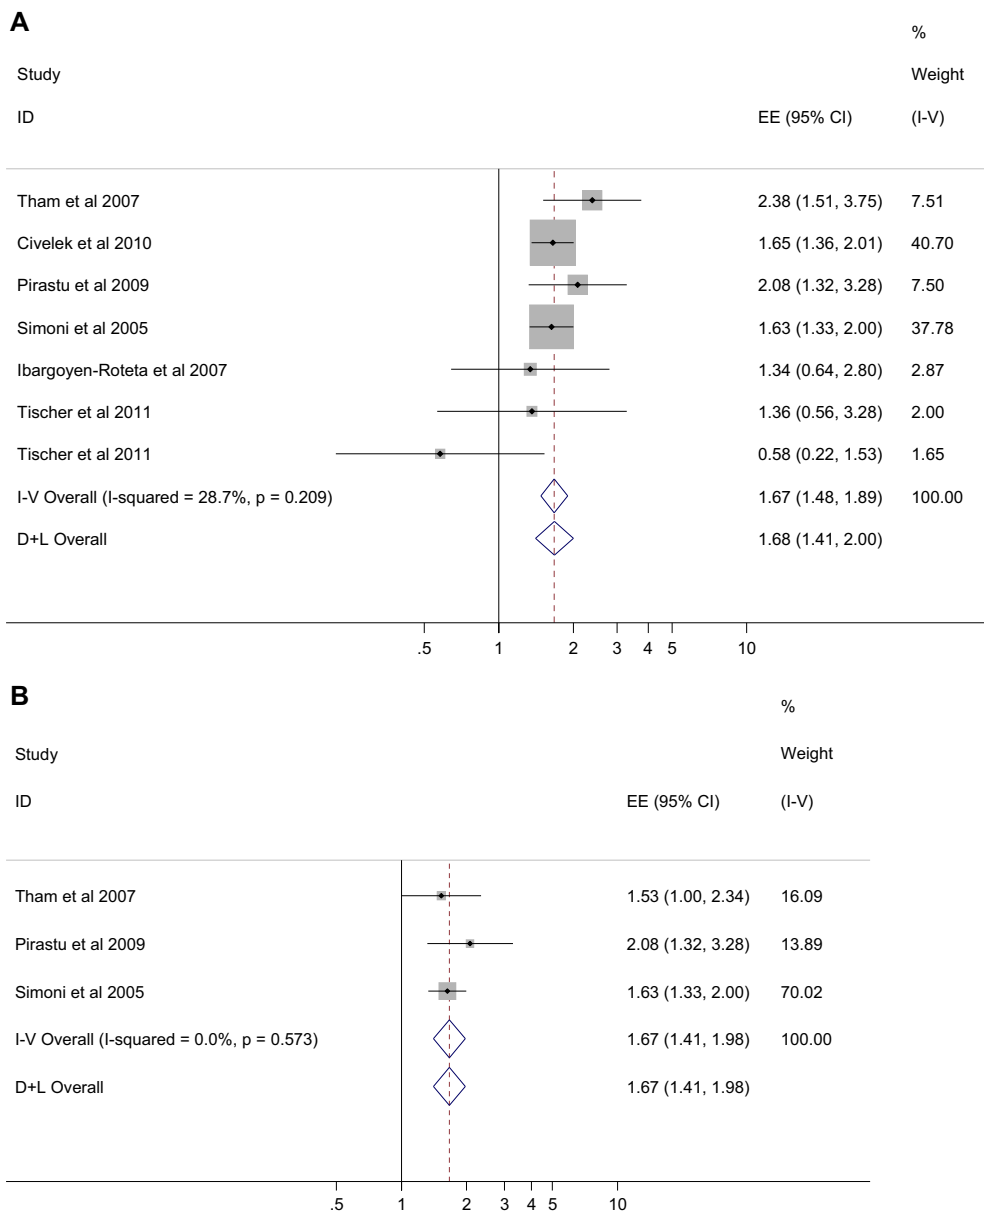 A
%
Study Weight
ID EE (95% CI) (I-V)
Tham et al 2007 2.38 (1.51, 3.75) 7.51
Civelek et al 2010 1.65 (1.36, 2.01) 40.70
Pirastu et al 2009 2.08 (1.32, 3.28) 7.50
Simoni et al 2005 1.63 (1.33, 2.00) 37.78
Ibargoyen-Roteta et al 2007 1.34 (0.64, 2.80) 2.87
Tischer et al 2011 1.36 (0.56, 3.28) 2.00
Tischer et al 2011 0.58 (0.22, 1.53) 1.65
I-V Overall (I-squared = 28.7%, p = 0.209) 1.67 (1.48, 1.89) 100.00
D+L Overall 1.68 (1.41, 2.00)
.5 1 2 3 4 5 10
B
%
Study Weight
ID EE (95% CI) (I-V)
Tham et al 2007 1.53 (1.00, 2.34) 16.09
Pirastu et al 2009 2.08 (1.32, 3.28) 13.89
Simoni et al 2005 1.63 (1.33, 2.00) 70.02
I-V Overall (I-squared = 0.0%, p = 0.573) 1.67 (1.41, 1.98) 100.00
D+L Overall 1.67 (1.41, 1.98)
.5 1 2 3 4 5 10